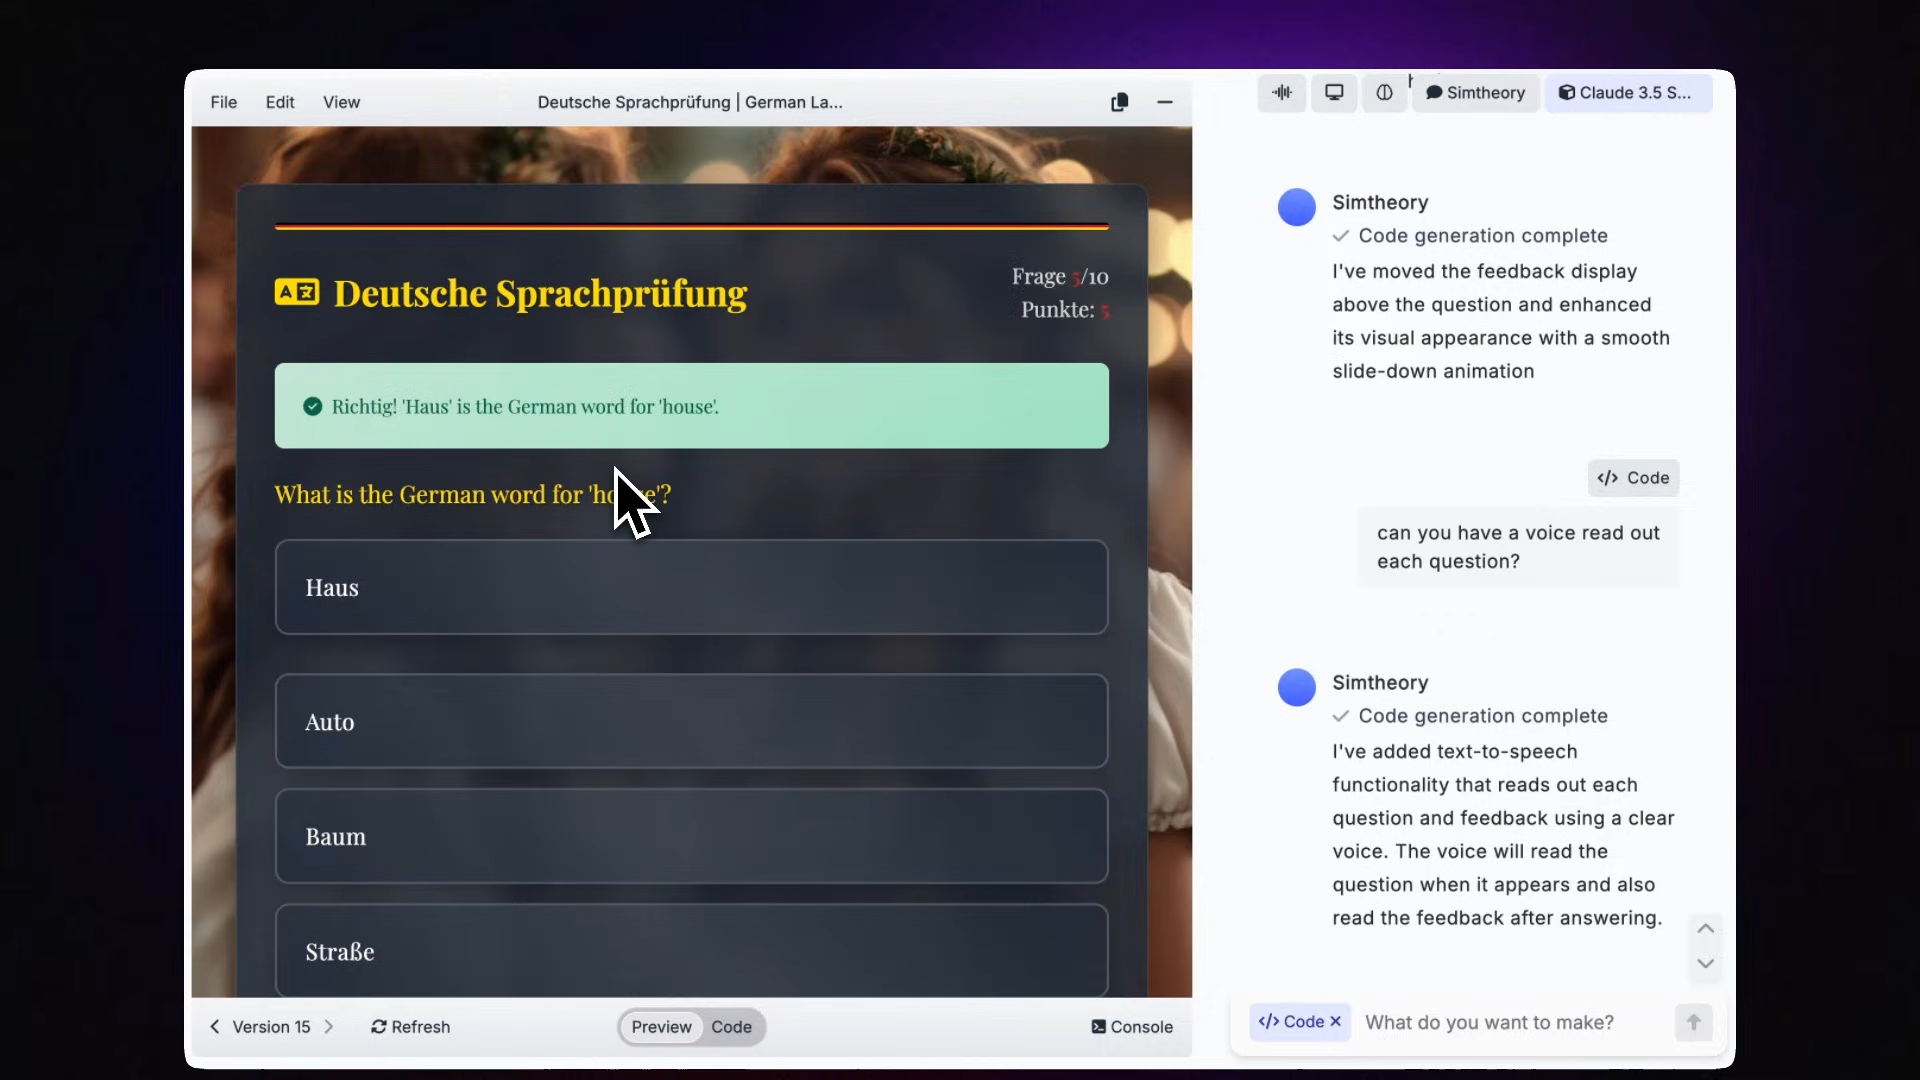 File Edit View
Deutsche Sprachprüfung | German La...
Simtheory
Claude 3.5 S...
Deutsche Sprachprüfung
Frage 5/10
Punkte: 5
Richtig! 'Haus' is the German word for 'house'.
What is the German word for 'house'?
Haus
Auto
Baum
Straße
Version 15
Refresh
Preview Code
Console
Simtheory
Code generation complete
I've moved the feedback display
above the question and enhanced
its visual appearance with a smooth
slide-down animation
</> Code
can you have a voice read out
each question?
Simtheory
Code generation complete
I've added text-to-speech
functionality that reads out each
question and feedback using a clear
voice. The voice will read the
question when it appears and also
read the feedback after answering.
</> Code × What do you want to make?